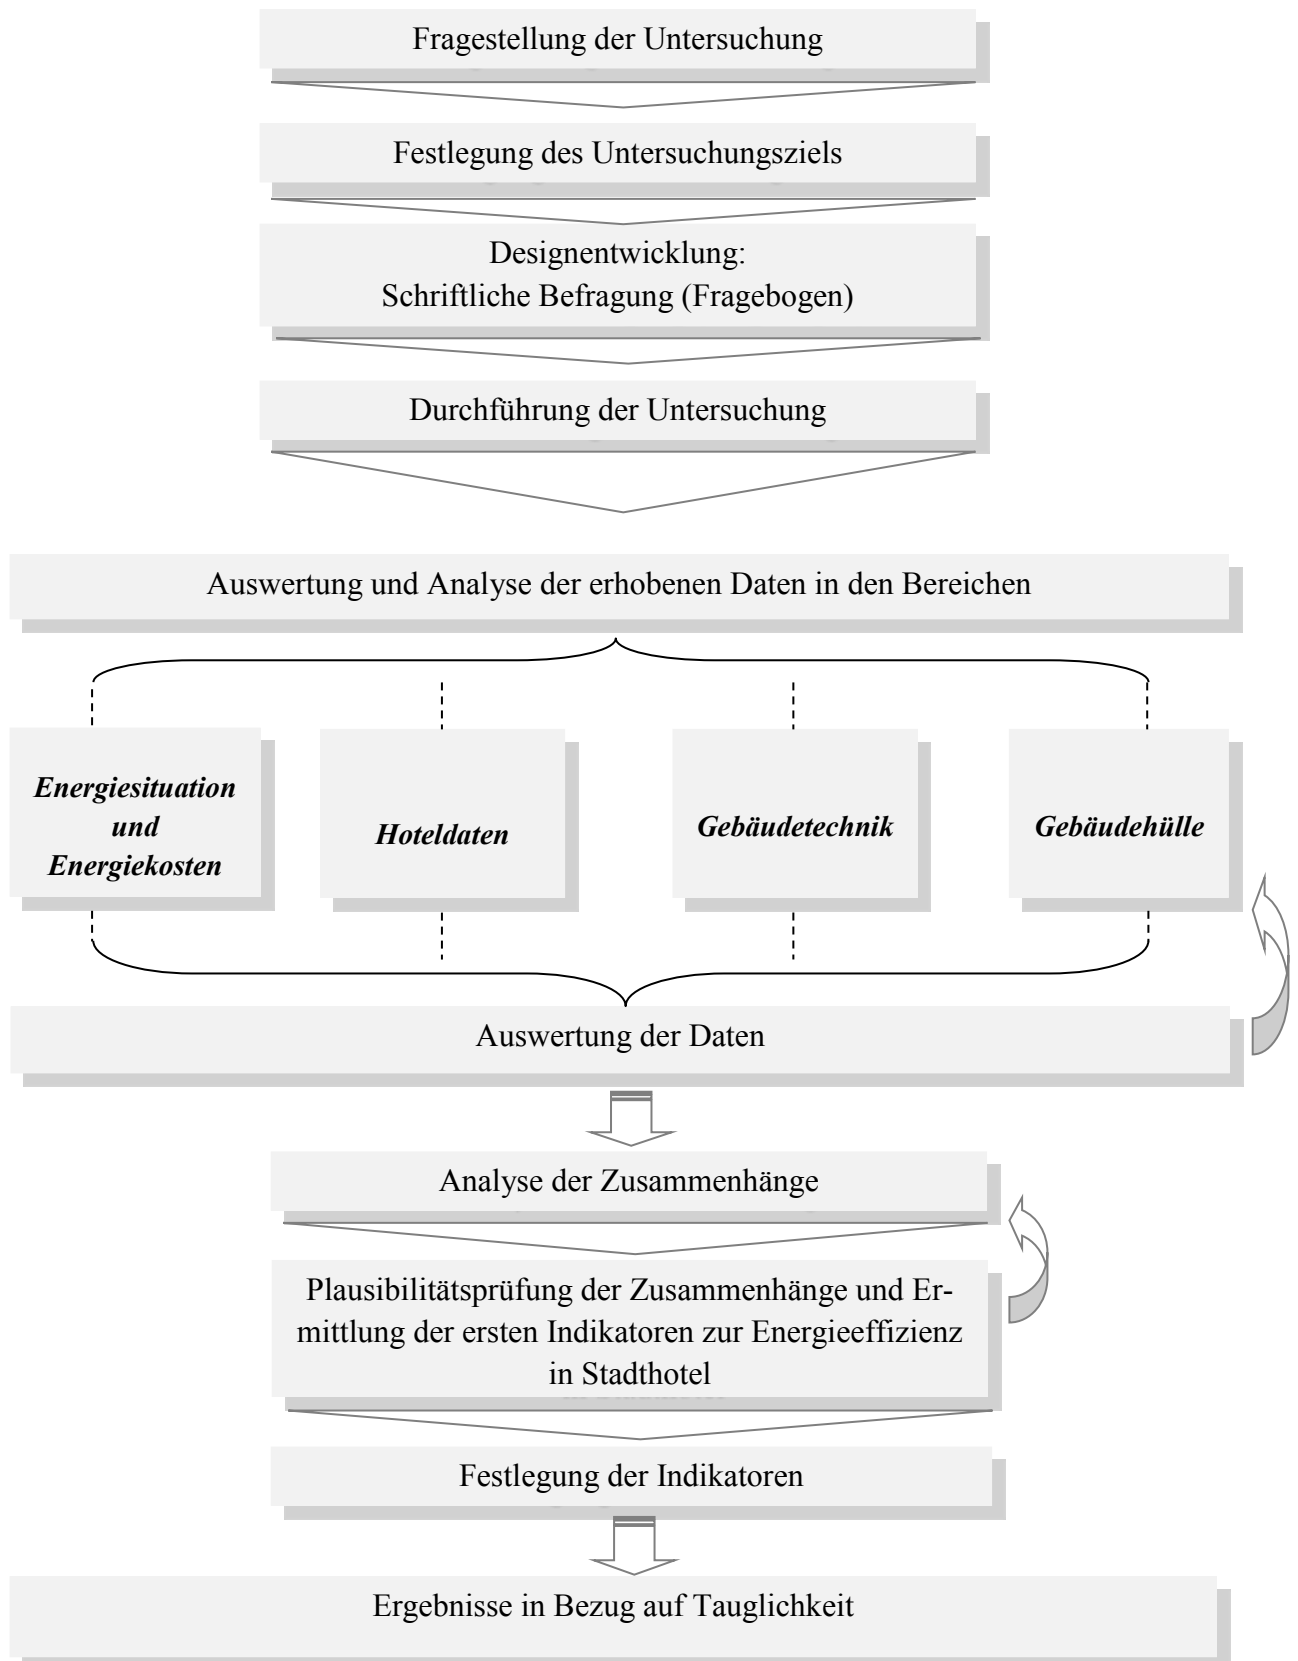 Fragestellung der Untersuchung
Festlegung des Untersuchungsziels
Designentwicklung:
Schriftliche Befragung (Fragebogen)
Durchführung der Untersuchung
Auswertung und Analyse der erhobenen Daten in den Bereichen
Energiesituation
und
Energiekosten
Hoteldaten
Gebäudetechnik
Gebäudehülle
Auswertung der Daten
Analyse der Zusammenhänge
Plausibilitätsprüfung der Zusammenhänge und Er-
mittlung der ersten Indikatoren zur Energieeffizienz
in Stadthotel
Festlegung der Indikatoren
Ergebnisse in Bezug auf Tauglichkeit